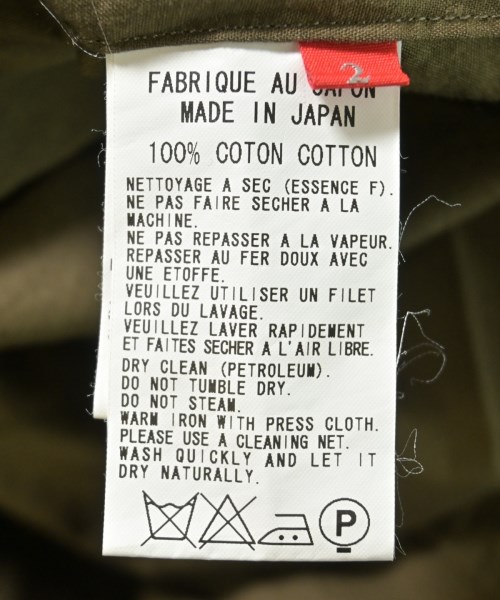 2
FABRIQUE AU JAPON
MADE IN JAPAN
100% COTON COTTON
NETTOYAGE A SEC (ESSENCE F).
NE PAS FAIRE SECHER A LA
MACHINE.
NE PAS REPASSER A LA VAPEUR.
REPASSER AU FER DOUX AVEC
UNE ETOFFE.
VEUILLEZ UTILISER UN FILET
LORS DU LAVAGE.
VEUILLEZ LAVER RAPIDEMENT
ET FAITES SECHER A L'AIR LIBRE.
DRY CLEAN (PETROLEUM).
DO NOT TUMBLE DRY.
DO NOT STEAM.
WARM IRON WITH PRESS CLOTH.
PLEASE USE A CLEANING NET.
WASH QUICKLY AND LET IT
DRY NATURALLY.
P